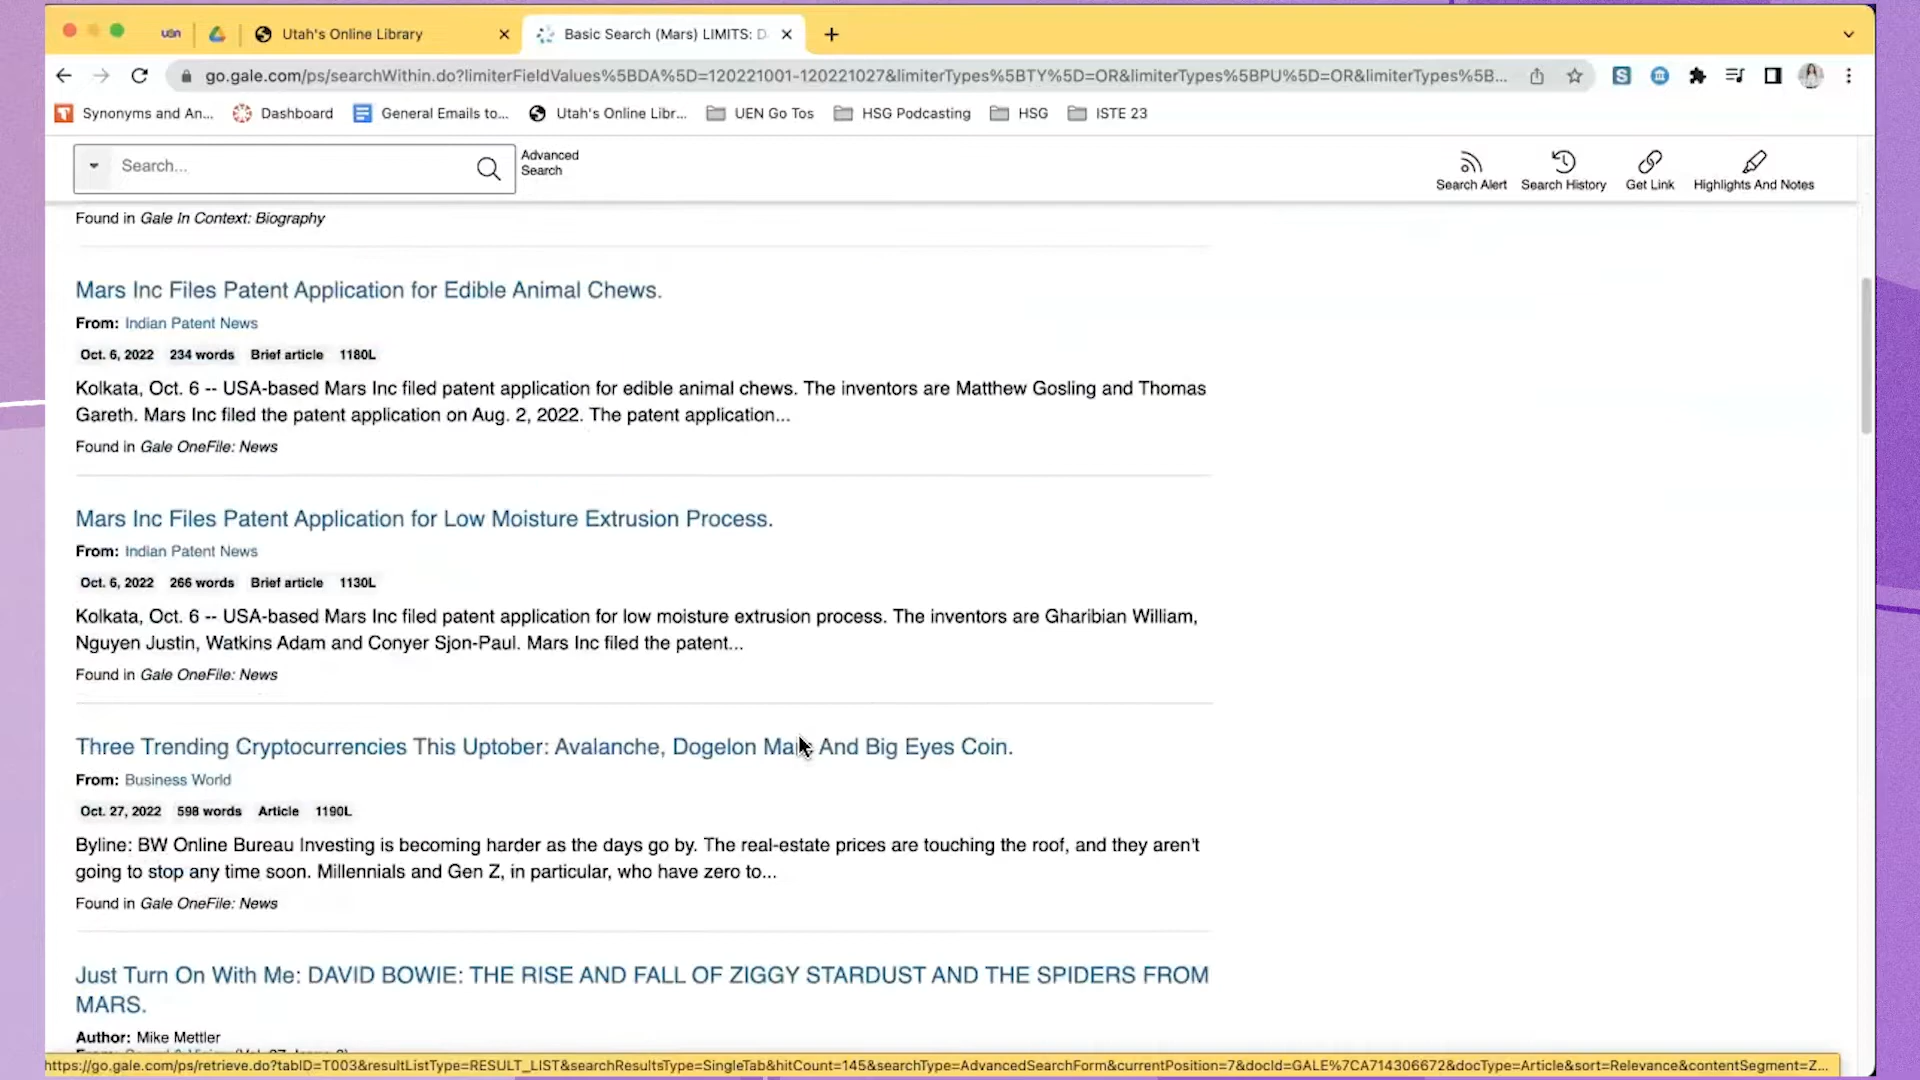 uen
Utah's Online Library
Basic Search (Mars) LIMITS: D
go.gale.com/ps/searchWithin.do?limiterFieldValues%5BDA%5D=120221001-120221027&limiterTypes%5BTY%5D=OR&limiterTypes%5BPU%5D=OR&limiterTypes%5B...
Synonyms and An...
Dashboard
General Emails to...
Utah's Online Libr...
UEN Go Tos
HSG Podcasting
HSG
ISTE 23
Search...
Advanced
Search
Search Alert
Search History
Get Link
Highlights And Notes
Found in Gale In Context: Biography
Mars Inc Files Patent Application for Edible Animal Chews.
From: Indian Patent News
Oct. 6, 2022 234 words Brief article 1180L
Kolkata, Oct. 6 -- USA-based Mars Inc filed patent application for edible animal chews. The inventors are Matthew Gosling and Thomas
Gareth. Mars Inc filed the patent application on Aug. 2, 2022. The patent application...
Found in Gale OneFile: News
Mars Inc Files Patent Application for Low Moisture Extrusion Process.
From: Indian Patent News
Oct. 6, 2022 266 words Brief article 1130L
Kolkata, Oct. 6 -- USA-based Mars Inc filed patent application for low moisture extrusion process. The inventors are Gharibian William,
Nguyen Justin, Watkins Adam and Conyer Sjon-Paul. Mars Inc filed the patent...
Found in Gale OneFile: News
Three Trending Cryptocurrencies This Uptober: Avalanche, Dogelon Mars And Big Eyes Coin.
From: Business World
Oct. 27, 2022 598 words Article 1190L
Byline: BW Online Bureau Investing is becoming harder as the days go by. The real-estate prices are touching the roof, and they aren't
going to stop any time soon. Millennials and Gen Z, in particular, who have zero to...
Found in Gale OneFile: News
Just Turn On With Me: DAVID BOWIE: THE RISE AND FALL OF ZIGGY STARDUST AND THE SPIDERS FROM
MARS.
Author: Mike Mettler
https://go.gale.com/ps/retrieve.do?tabID=T003&resultListType=RESULT_LIST&searchResultsType=SingleTab&hitCount=145&searchType=AdvancedSearchForm&currentPosition=7&docId=GALE%7CA714306672&docType=Article&sort=Relevance&contentSegment=Z...